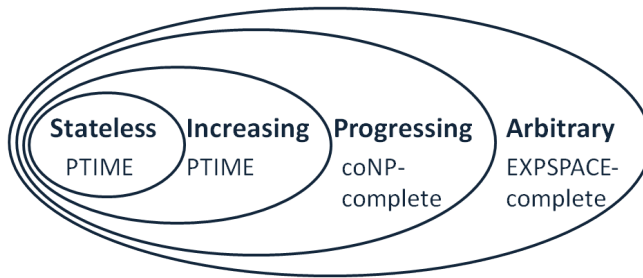 Stateless Increasing Progressing Arbitrary
PTIME PTIME coNP- EXPSPACE-
complete complete